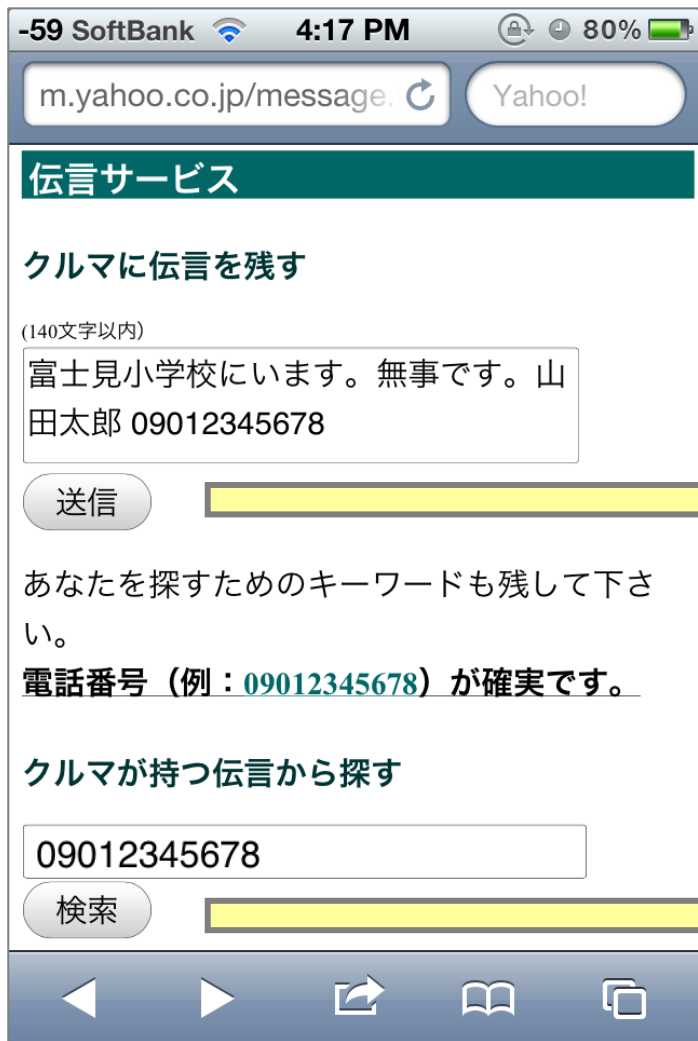 -59 SoftBank 4:17 PM 80%
m.yahoo.co.jp/message. Yahoo!
伝言サービス
クルマに伝言を残す
(140文字以内)
富士見小学校にいます。無事です。山
田太郎 09012345678
送信
あなたを探すためのキーワードも残して下さ
い。
電話番号（例：09012345678）が確実です。
クルマが持つ伝言から探す
09012345678
検索